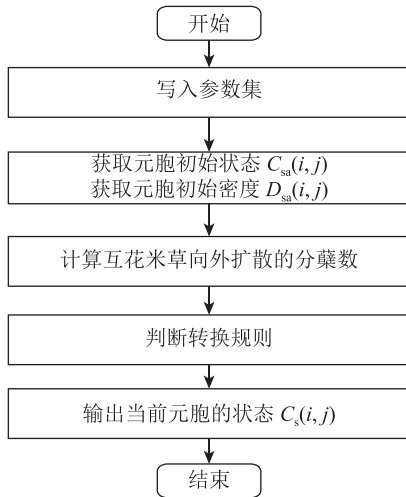 开始
写入参数集
获取元胞初始状态 C_sa(i, j)
获取元胞初始密度 D_sa(i, j)
计算互花米草向外扩散的分蘖数
判断转换规则
输出当前元胞的状态 C_s(i, j)
结束